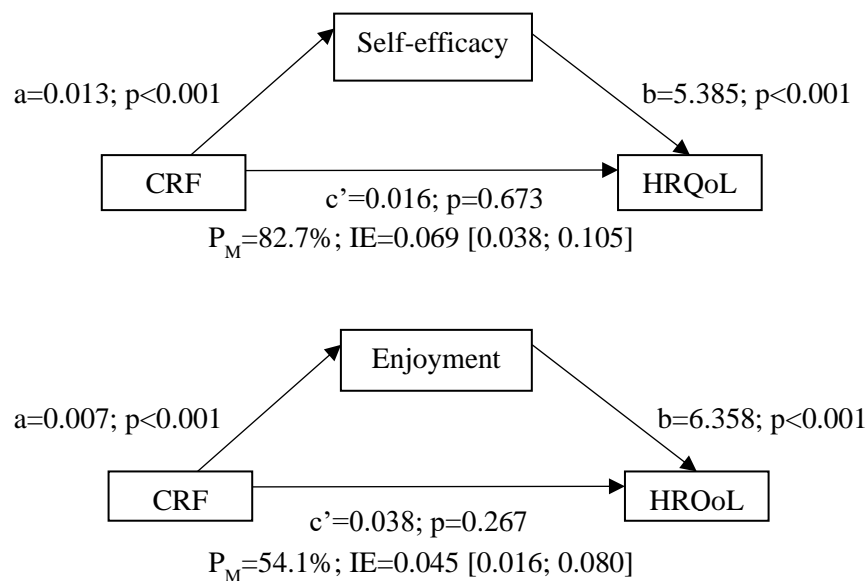 Self-efficacy
a=0.013; p<0.001
b=5.385; p<0.001
CRF
HRQoL
c’=0.016; p=0.673
P_M=82.7%; IE=0.069 [0.038; 0.105]
Enjoyment
a=0.007; p<0.001
b=6.358; p<0.001
CRF
HRQoL
c’=0.038; p=0.267
P_M=54.1%; IE=0.045 [0.016; 0.080]